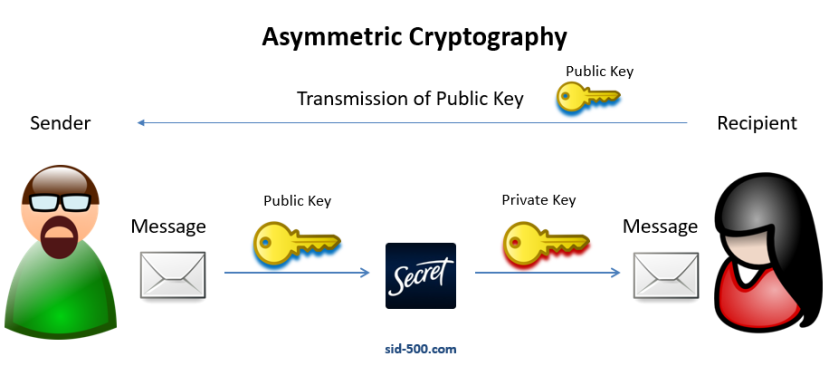 Asymmetric Cryptography
Public Key
Transmission of Public Key
Sender
Recipient
Public Key
Private Key
Message
Message
Secret
sid-500.com